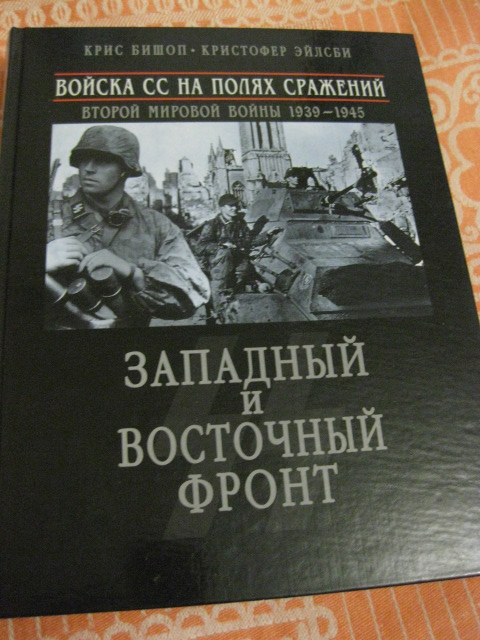 КРИС БИШОП • КРИСТОФЕР ЭЙЛСБИ
ВОЙСКА СС НА ПОЛЯХ СРАЖЕНИЙ
ВТОРОЙ МИРОВОЙ ВОЙНЫ 1939–1945
ЗАПАДНЫЙ
И
ВОСТОЧНЫЙ
ФРОНТ